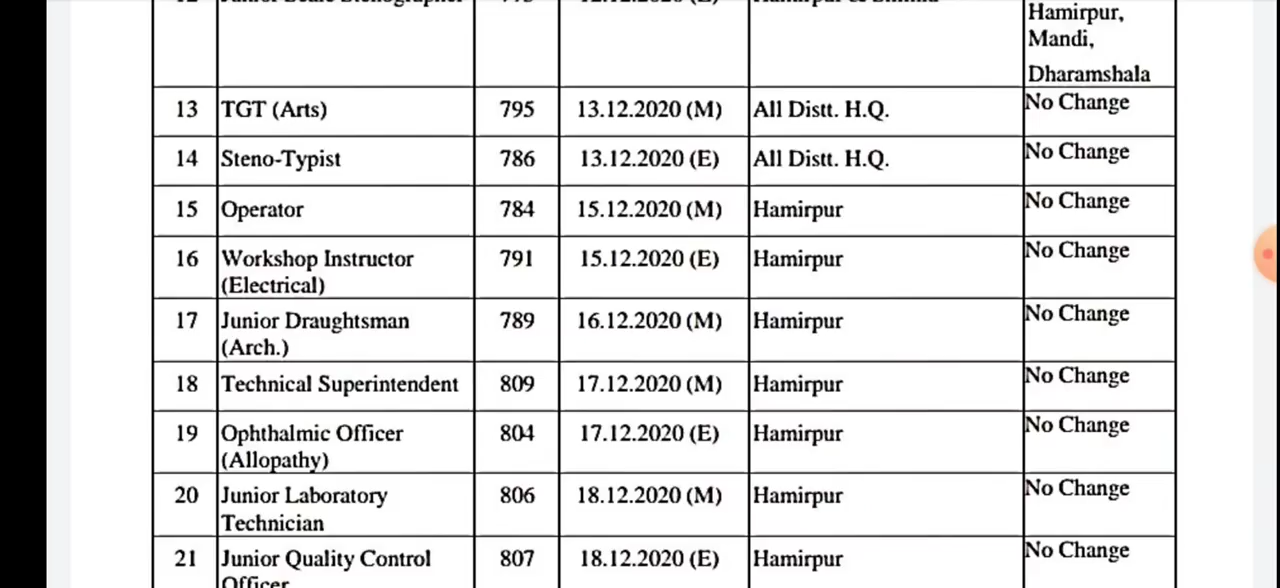 Hamirpur,
Mandi,
Dharamshala
13 TGT (Arts) 795 13.12.2020 (M) All Distt. H.Q. No Change
14 Steno-Typist 786 13.12.2020 (E) All Distt. H.Q. No Change
15 Operator 784 15.12.2020 (M) Hamirpur No Change
16 Workshop Instructor 791 15.12.2020 (E) Hamirpur No Change
(Electrical)
17 Junior Draughtsman 789 16.12.2020 (M) Hamirpur No Change
(Arch.)
18 Technical Superintendent 809 17.12.2020 (M) Hamirpur No Change
19 Ophthalmic Officer 804 17.12.2020 (E) Hamirpur No Change
(Allopathy)
20 Junior Laboratory 806 18.12.2020 (M) Hamirpur No Change
Technician
21 Junior Quality Control 807 18.12.2020 (E) Hamirpur No Change
Officer